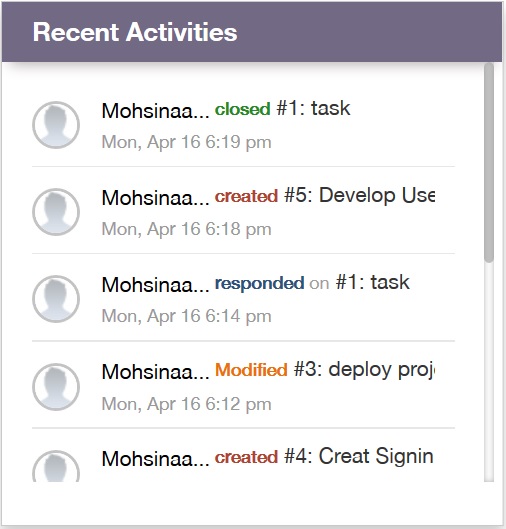 Recent Activities
Mohsinaa... closed #1: task
Mon, Apr 16 6:19 pm
Mohsinaa... created #5: Develop Use
Mon, Apr 16 6:18 pm
Mohsinaa... responded on #1: task
Mon, Apr 16 6:14 pm
Mohsinaa... Modified #3: deploy proj
Mon, Apr 16 6:12 pm
Mohsinaa... created #4: Creat Signin